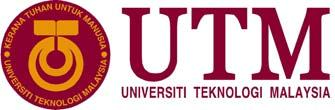 KERANA TUHAN UNTUK MANUSIA
UNIVERSITI TEKNOLOGI MALAYSIA
UTM
UNIVERSITI TEKNOLOGI MALAYSIA